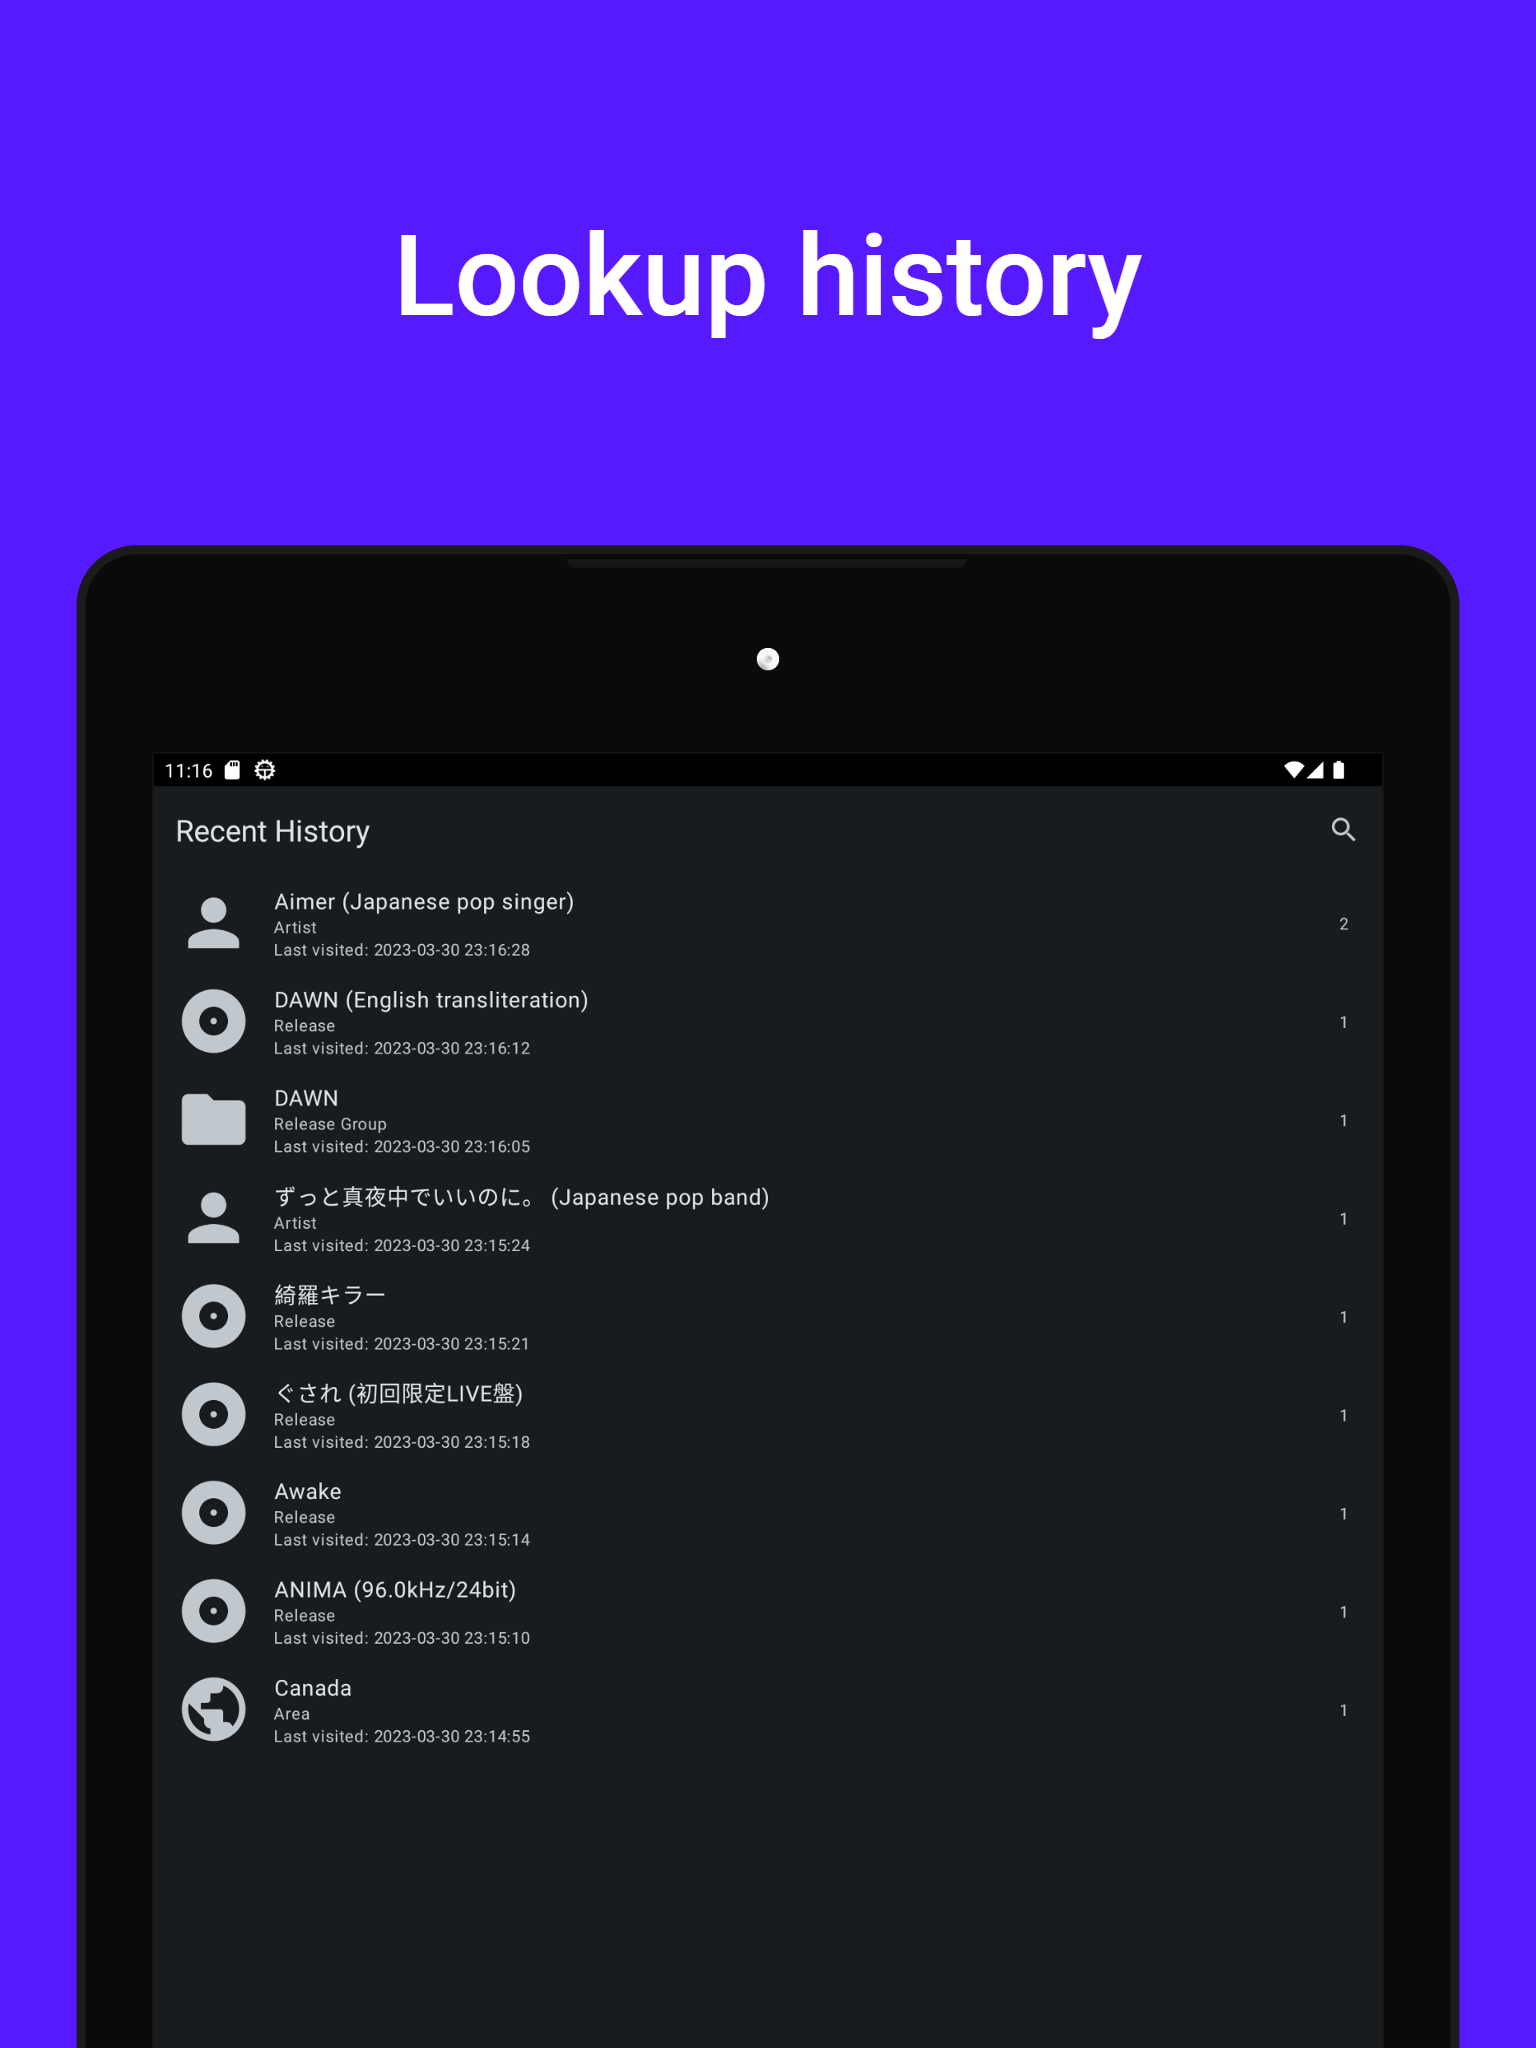 Lookup history
11:16
Recent History
Aimer (Japanese pop singer)
Artist
Last visited: 2023-03-30 23:16:28
2
DAWN (English transliteration)
Release
Last visited: 2023-03-30 23:16:12
1
DAWN
Release Group
Last visited: 2023-03-30 23:16:05
1
ずっと真夜中でいいのに。 (Japanese pop band)
Artist
Last visited: 2023-03-30 23:15:24
1
綺羅キラー
Release
Last visited: 2023-03-30 23:15:21
1
ぐされ (初回限定LIVE盤)
Release
Last visited: 2023-03-30 23:15:18
1
Awake
Release
Last visited: 2023-03-30 23:15:14
1
ANIMA (96.0kHz/24bit)
Release
Last visited: 2023-03-30 23:15:10
1
Canada
Area
Last visited: 2023-03-30 23:14:55
1